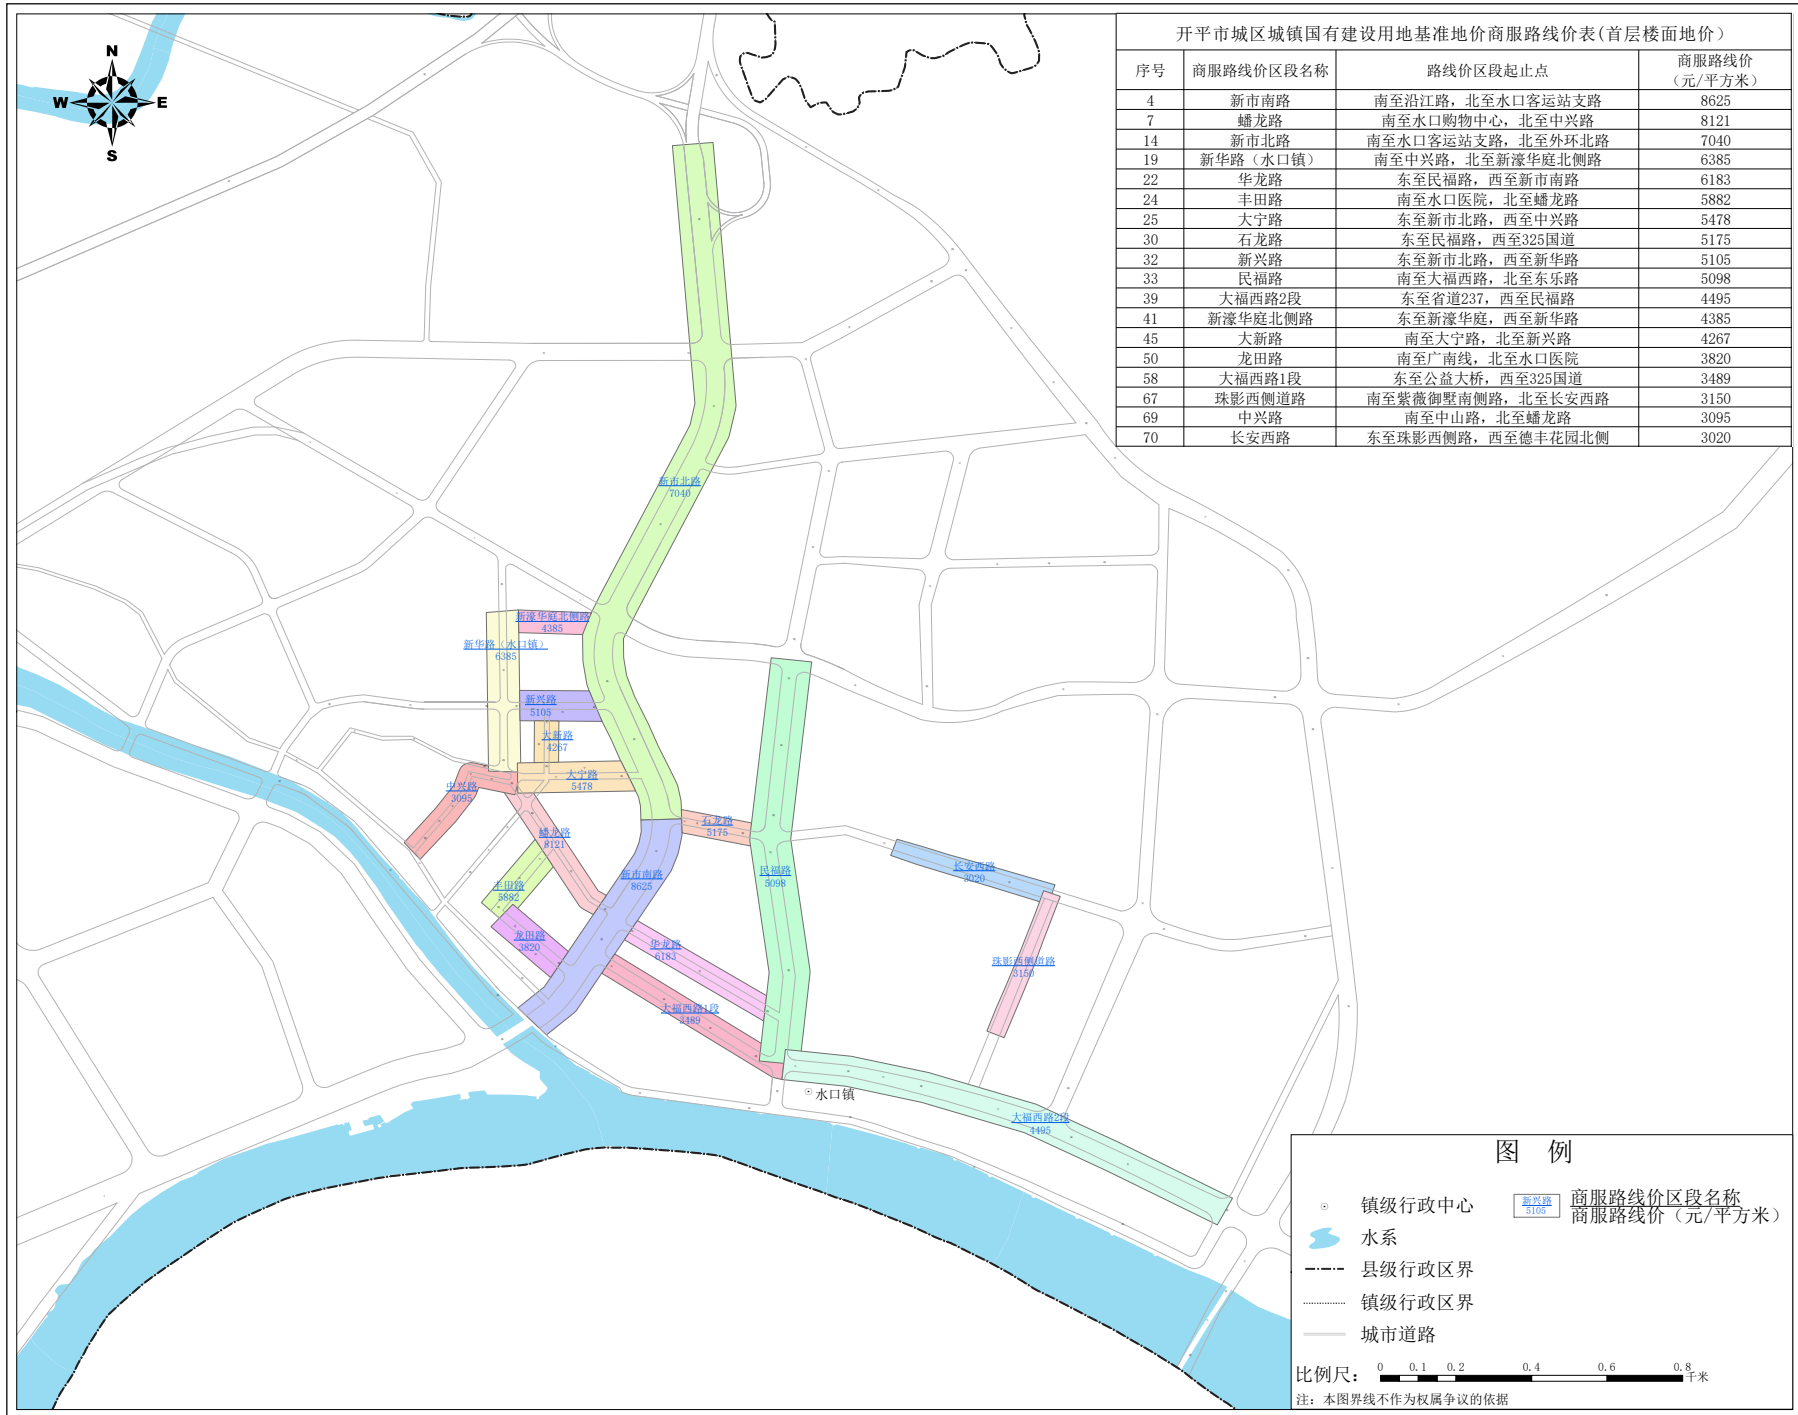 N
W
E
S
开平市城区城镇国有建设用地基准地价商服路线价表(首层楼面地价)
序号 商服路线价区段名称 路线价区段起止点 商服路线价
(元/平方米)
4 新市南路 南至沿江路，北至水口客运站支路 8625
7 蟠龙路 南至水口购物中心，北至中兴路 8121
14 新市北路 南至水口客运站支路，北至外环北路 7040
19 新华路（水口镇） 南至中兴路，北至新濠华庭北侧路 6385
22 华龙路 东至民福路，西至新市南路 6183
24 丰田路 南至水口医院，北至蟠龙路 5882
25 大宁路 东至新市北路，西至中兴路 5478
30 石龙路 东至民福路，西至325国道 5175
32 新兴路 东至新市北路，西至新华路 5105
33 民福路 南至大福西路，北至东乐路 5098
39 大福西路2段 东至省道237，西至民福路 4495
41 新濠华庭北侧路 东至新濠华庭，西至新华路 4385
45 大新路 南至大宁路，北至新兴路 4267
50 龙田路 南至广南线，北至水口医院 3820
58 大福西路1段 东至公益大桥，西至325国道 3489
67 珠影西侧道路 南至紫薇御墅南侧路，北至长安西路 3150
69 中兴路 南至中山路，北至蟠龙路 3095
70 长安西路 东至珠影西侧路，西至德丰花园北侧 3020
新市北路
7040
新濠华庭北侧路
4385
新华路（水口镇）
6385
新兴路
5105
大新路
4267
大宁路
5478
中兴路
3095
蟠龙路
8121
石龙路
5175
新市南路
8625
民福路
5098
长安西路
3020
丰田路
5882
龙田路
3820
华龙路
6183
珠影西侧道路
3150
大福西路1段
3489
水口镇
大福西路2段
4495
图 例
镇级行政中心
新兴路
5105
商服路线价区段名称
商服路线价（元/平方米）
水系
县级行政区界
镇级行政区界
城市道路
比例尺： 0 0.1 0.2 0.4 0.6 0.8 千米
注：本图界线不作为权属争议的依据